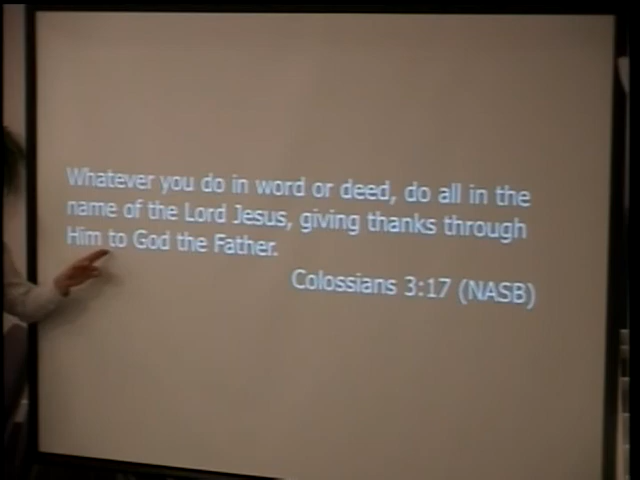 Whatever you do in word or deed, do all in the
name of the Lord Jesus, giving thanks through
Him to God the Father.
Colossians 3:17 (NASB)